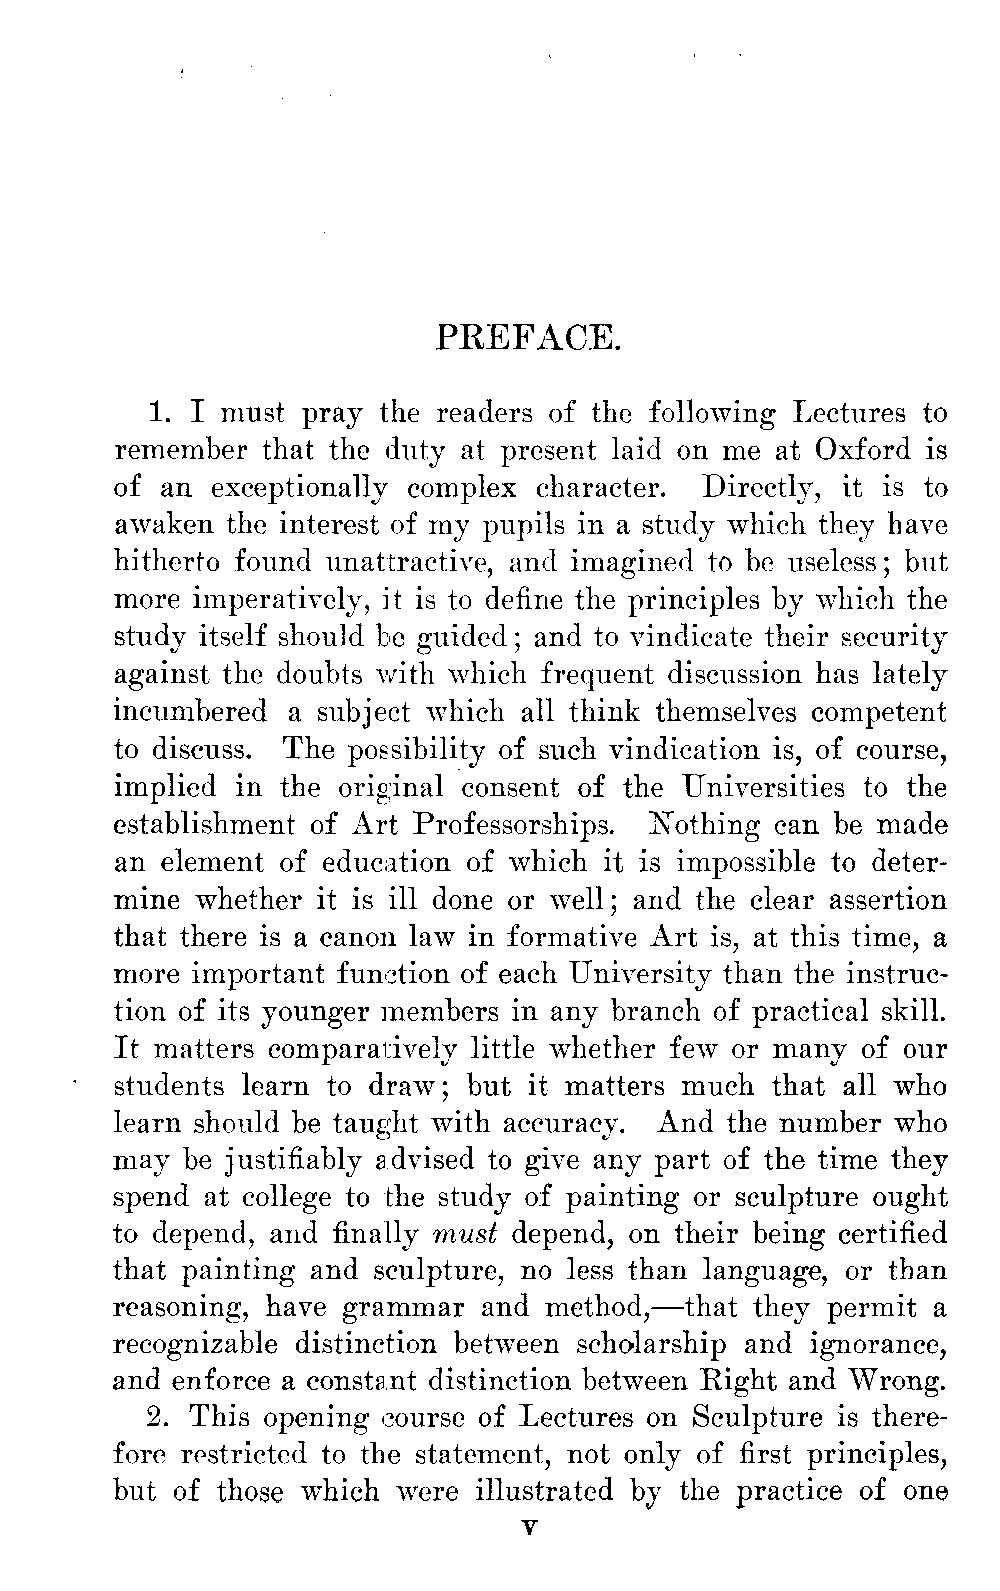 PREFACE.
1. I must pray the readers of the following Lectures to
remember that the duty at present laid on me at Oxford is
of an exceptionally complex character. Directly, it is to
awaken the interest of my pupils in a study which they have
hitherto found unattractive, and imagined to be useless; but
more imperatively, it is to define the principles by which the
study itself should be guided; and to vindicate their security
against the doubts with which frequent discussion has lately
incumbered a subject which all think themselves competent
to discuss. The possibility of such vindication is, of course,
implied in the original consent of the Universities to the
establishment of Art Professorships. Nothing can be made
an element of education of which it is impossible to deter-
mine whether it is ill done or well; and the clear assertion
that there is a canon law in formative Art is, at this time, a
more important function of each University than the instruc-
tion of its younger members in any branch of practical skill.
It matters comparatively little whether few or many of our
students learn to draw; but it matters much that all who
learn should be taught with accuracy. And the number who
may be justifiably advised to give any part of the time they
spend at college to the study of painting or sculpture ought
to depend, and finally must depend, on their being certified
that painting and sculpture, no less than language, or than
reasoning, have grammar and method,—that they permit a
recognizable distinction between scholarship and ignorance,
and enforce a constant distinction between Right and Wrong.
2. This opening course of Lectures on Sculpture is there-
fore restricted to the statement, not only of first principles,
but of those which were illustrated by the practice of one
v